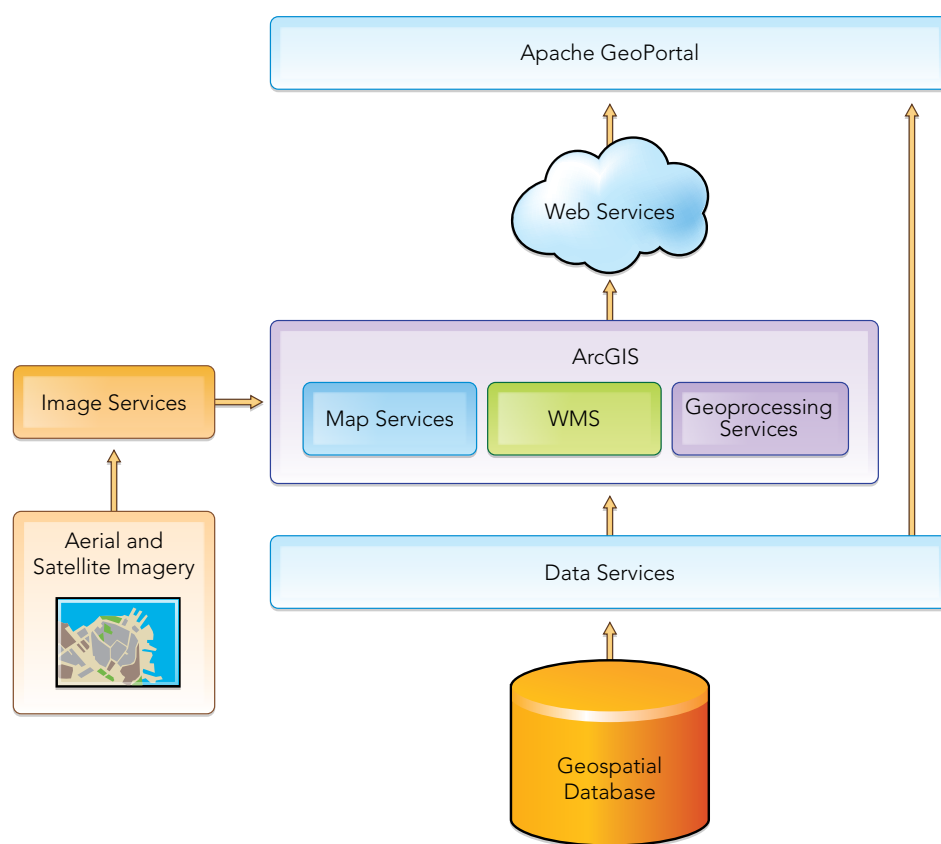 Apache GeoPortal
Web Services
ArcGIS
Image Services
Map Services
WMS
Geoprocessing
Services
Aerial and
Satellite Imagery
Data Services
Geospatial
Database